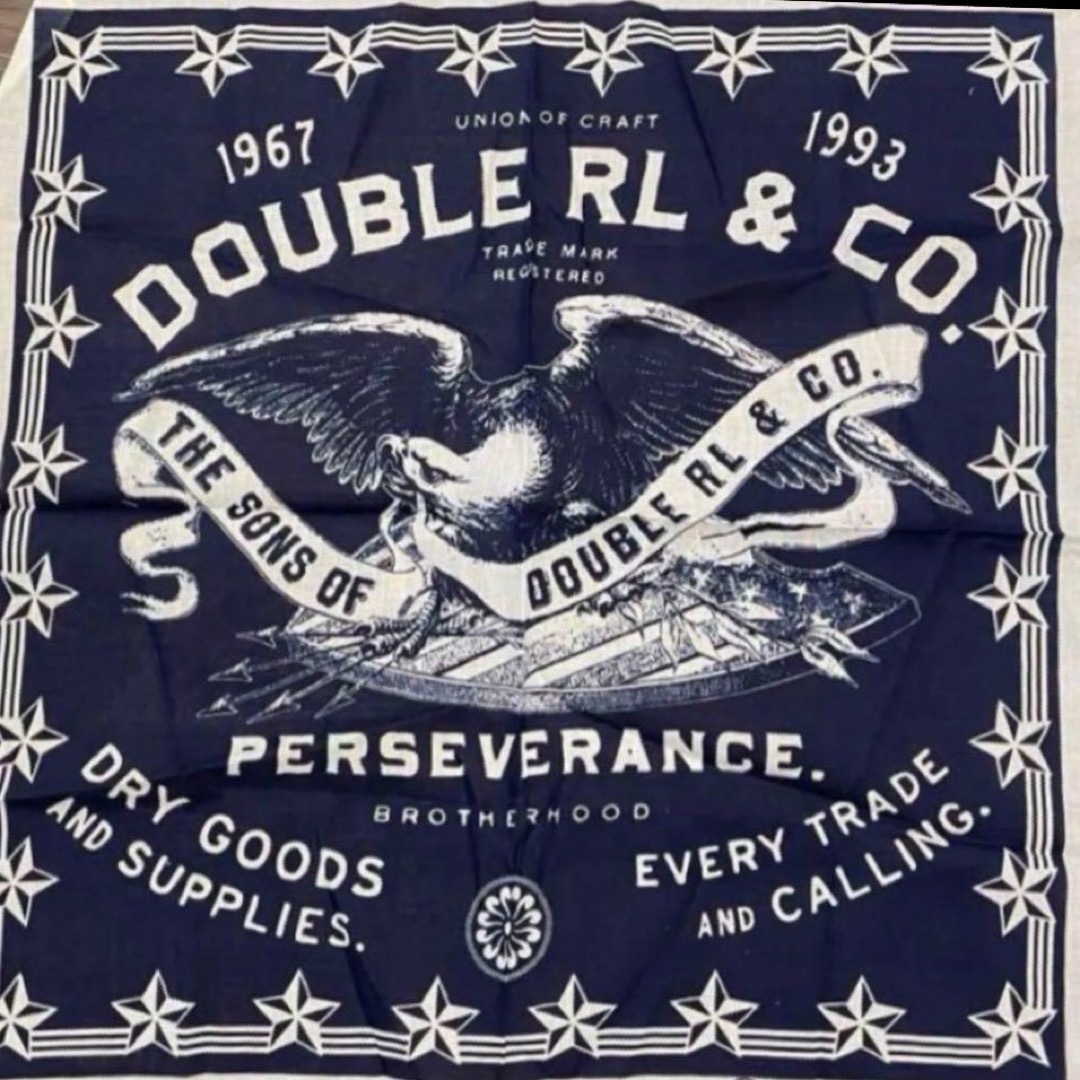 UNION OF CRAFT
1967 1993
DOUBLE RL & CO.
TRADE MARK
REGISTERED
THE SONS OF DOUBLE RL & CO.
PERSEVERANCE.
BROTHERHOOD
DRY GOODS
AND SUPPLIES.
EVERY TRADE
AND CALLING.